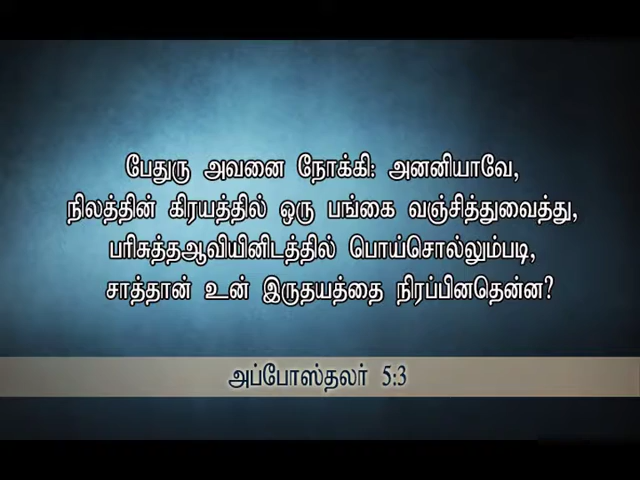 பேதுரு அவனை நோக்கி: அனனியாவே,
நிலத்தின் கிரயத்தில் ஒரு பங்கை வஞ்சித்துவைத்து,
பரிசுத்தஆவியினிடத்தில் பொய்சொல்லும்படி,
சாத்தான் உன் இருதயத்தை நிரப்பினதென்ன?
அப்போஸ்தலர் 5:3